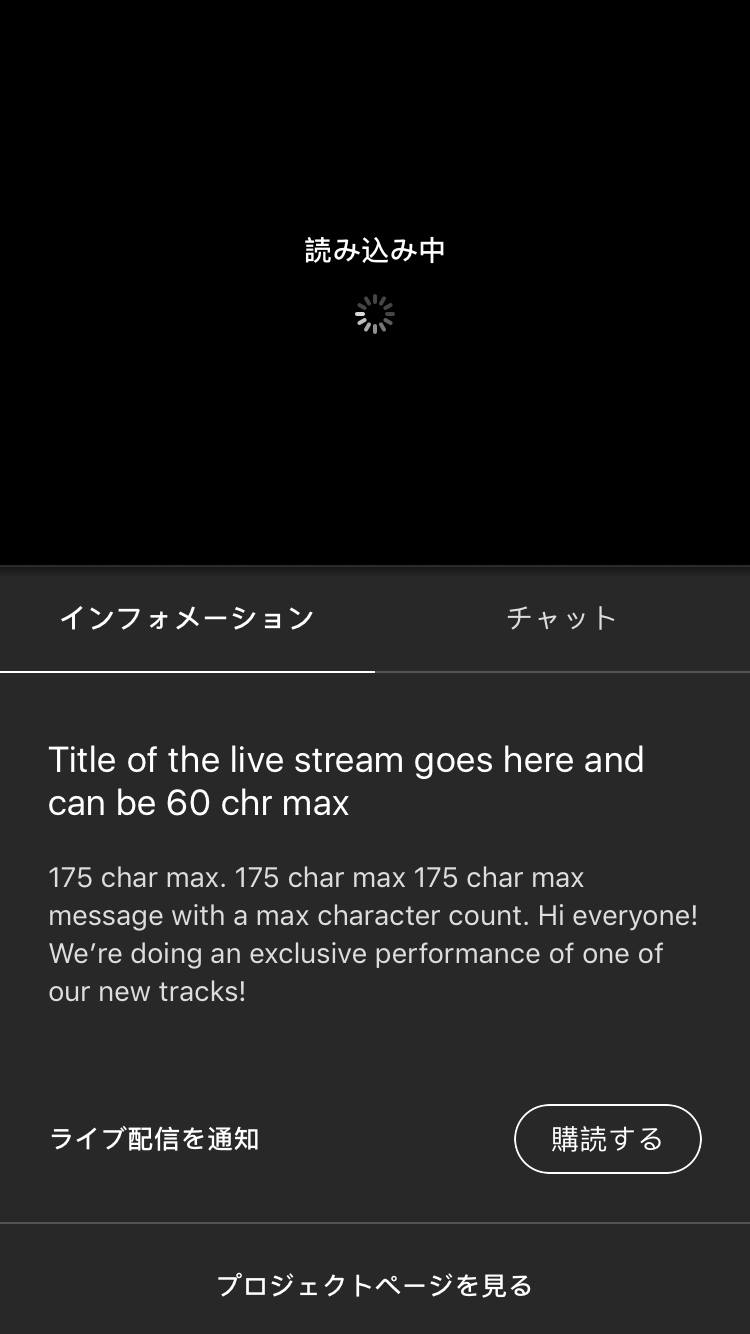 読み込み中
インフォメーション
チャット
Title of the live stream goes here and
can be 60 chr max
175 char max. 175 char max 175 char max
message with a max character count. Hi everyone!
We’re doing an exclusive performance of one of
our new tracks!
ライブ配信を通知
購読する
プロジェクトページを見る